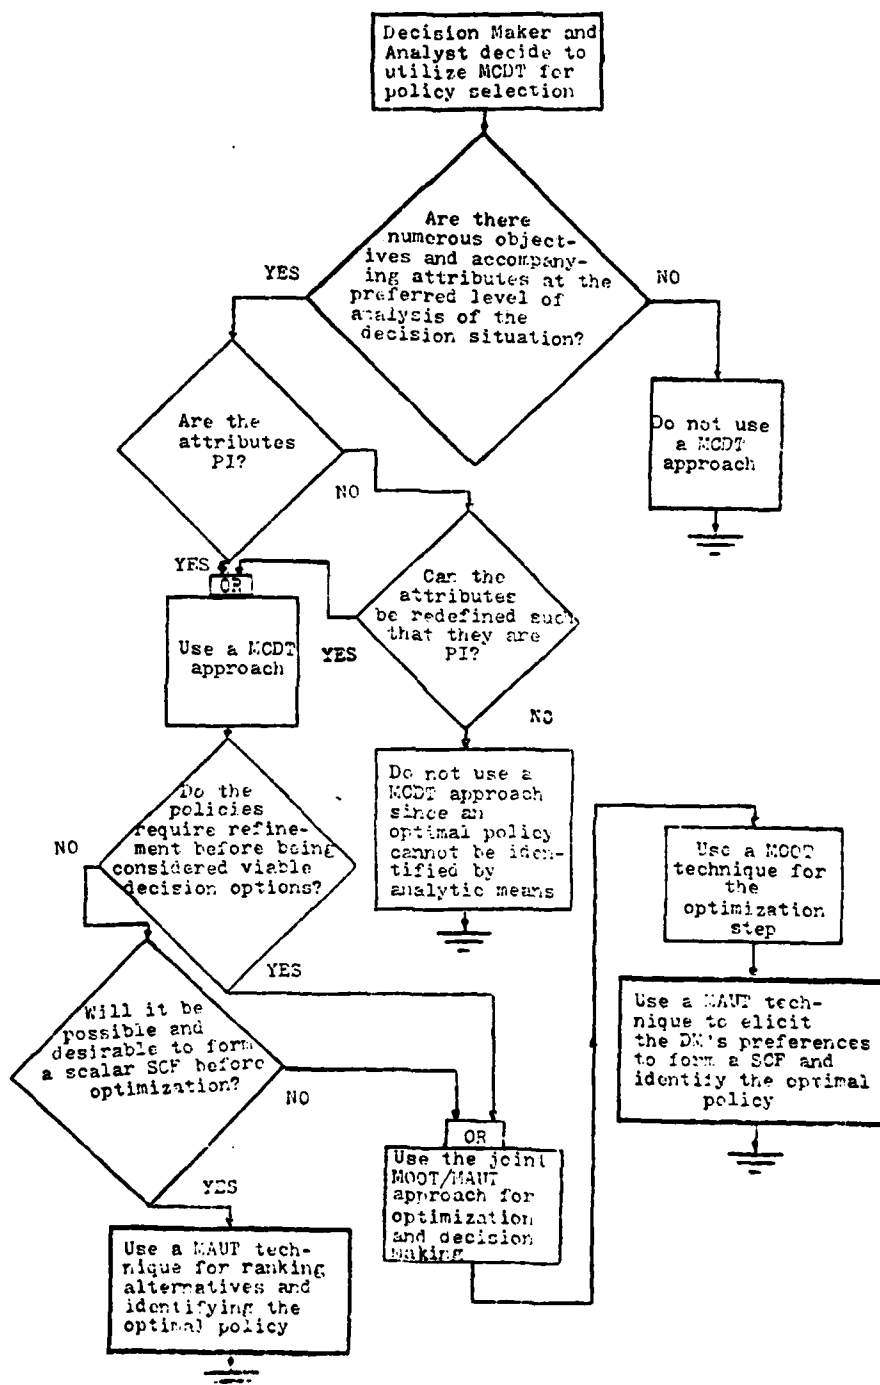 Decision Maker and
Analyst decide to
utilize MCDT for
policy selection
Are there
numerous object-
ives and accompany-
ing attributes at the
preferred level of
analysis of the
decision situation?
YES
NO
Do not use
a MCDT
approach
Are the
attributes
PI?
NO
YES
OR
Can the
attributes
be redefined such
that they are
PI?
YES
NO
Use a MCDT
approach
Do not use a
MCDT approach
since an
optimal policy
cannot be iden-
tified by
analytic means
Do the
policies
require refine-
ment before being
considered viable
decision options?
NO
YES
Will it be
possible and
desirable to form
a scalar SCF before
optimization?
NO
YES
Use a MAUT tech-
nique for ranking
alternatives and
identifying the
optimal policy
OR
Use the joint
MOOT/MAUT
approach for
optimization
and decision
making
Use a MOOT
technique for
the
optimization
step
Use a MAUT tech-
nique to elicit
the DM's preferences
to form a SCF and
identify the optimal
policy